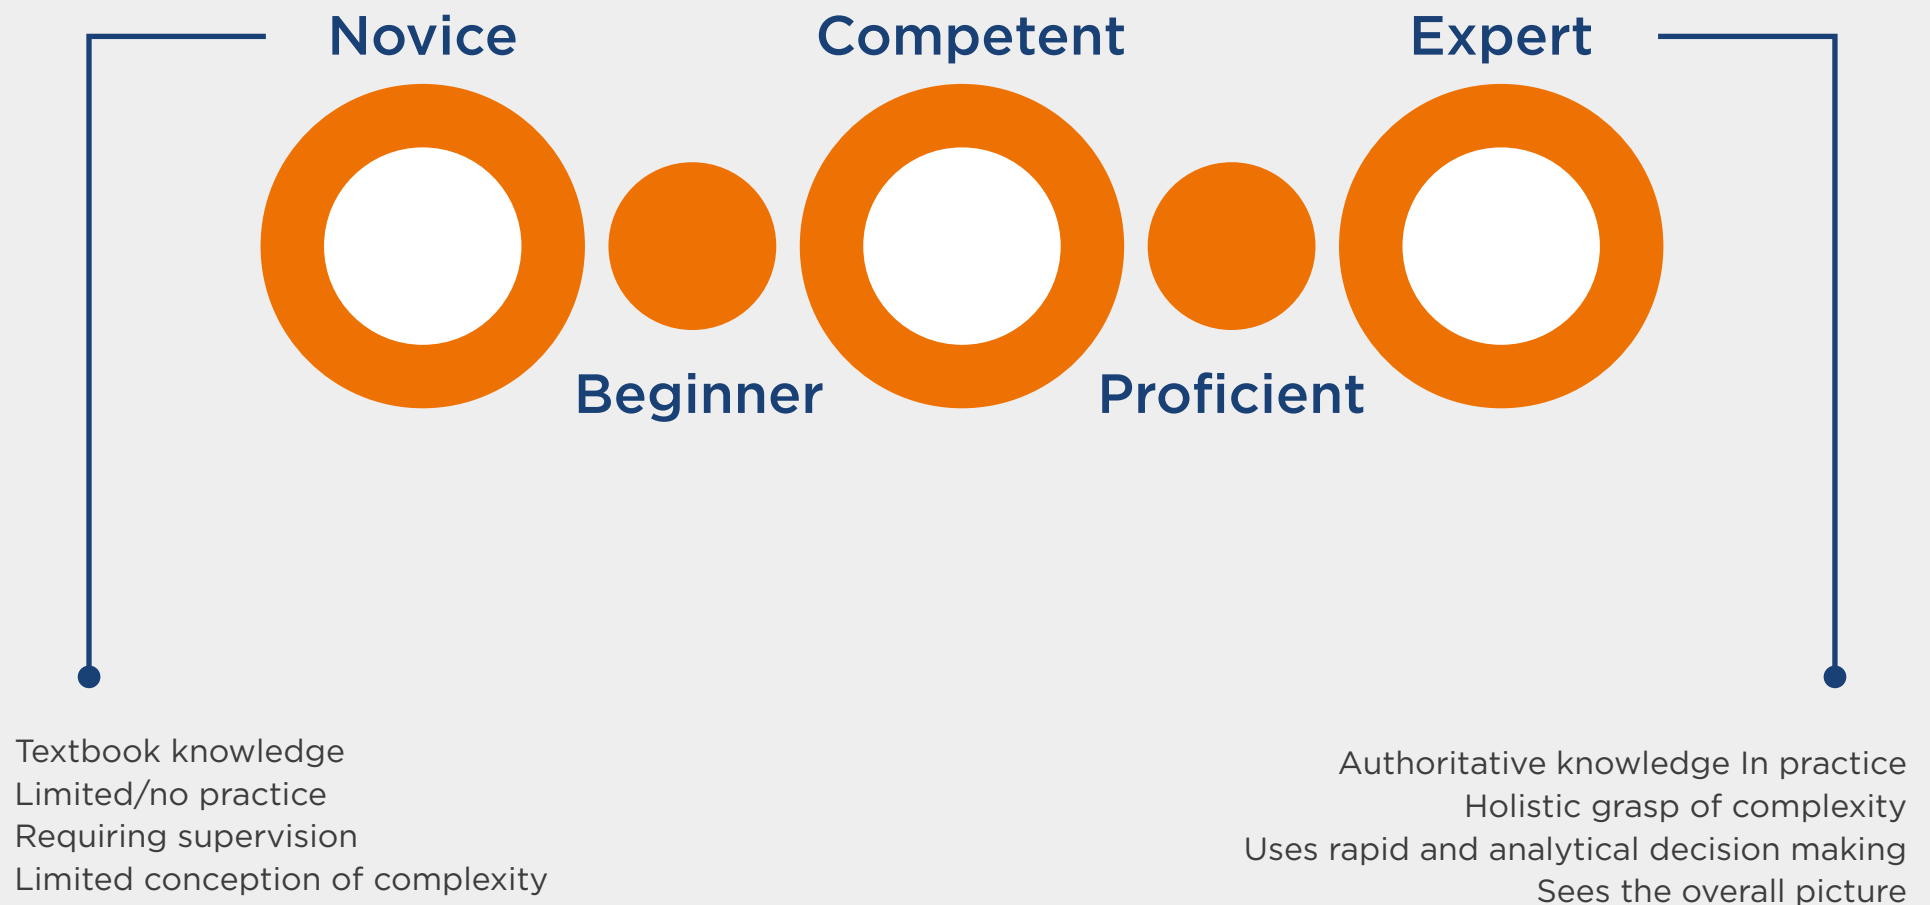 Novice
Competent
Expert
Beginner
Proficient
Textbook knowledge
Limited/no practice
Requiring supervision
Limited conception of complexity
Authoritative knowledge In practice
Holistic grasp of complexity
Uses rapid and analytical decision making
Sees the overall picture